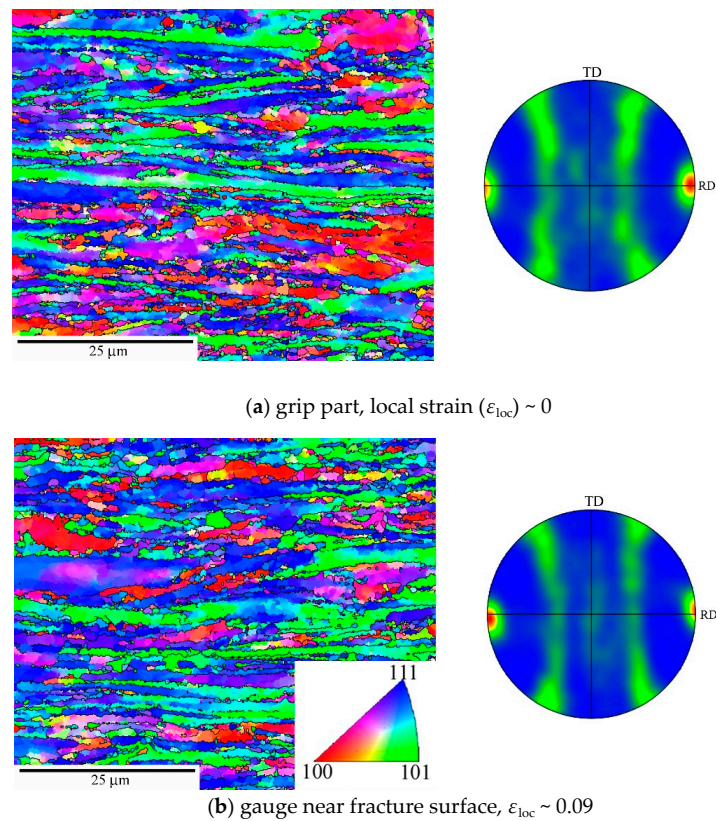 TD
RD
25 μm
(a) grip part, local strain (εloc) ~ 0
TD
RD
111
100 101
25 μm
(b) gauge near fracture surface, εloc ~ 0.09